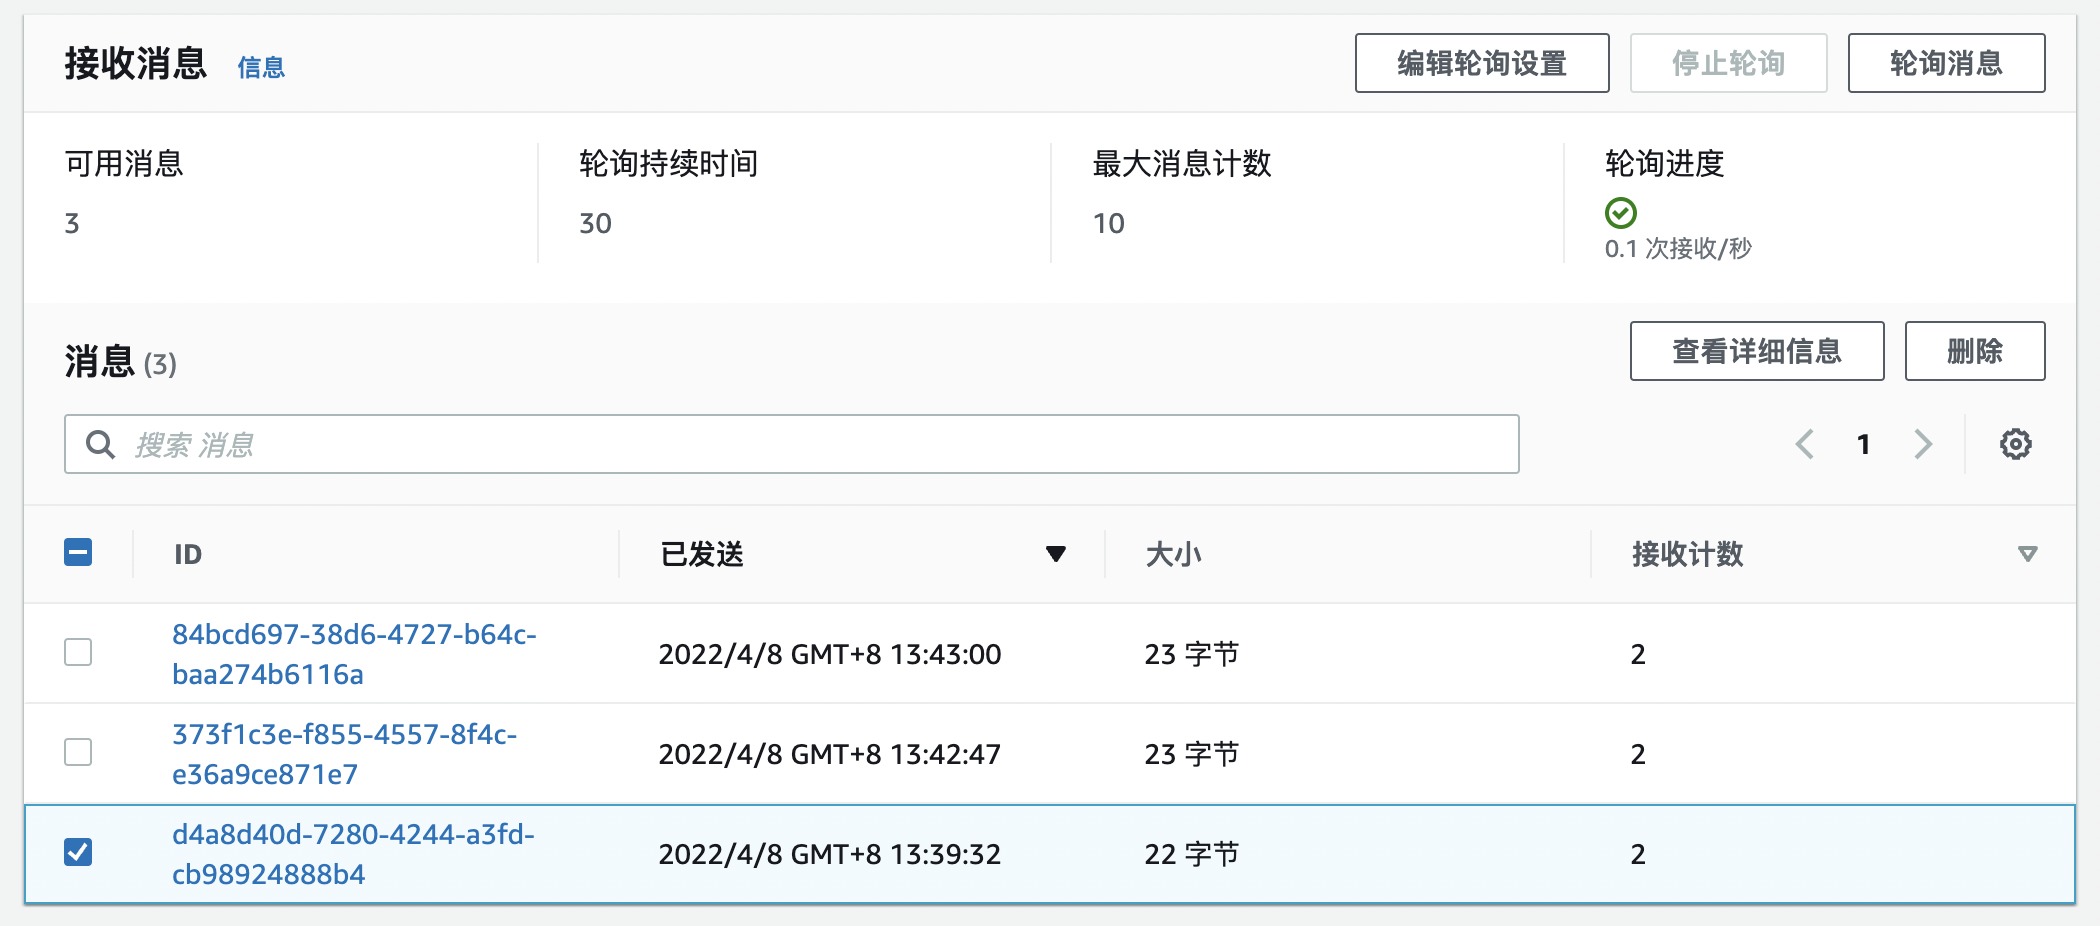 接收消息 信息 编辑轮询设置 停止轮询 轮询消息
可用消息 轮询持续时间 最大消息计数 轮询进度
3 30 10
0.1 次接收/秒
消息 (3) 查看详细信息 删除
搜索 消息 1
ID 已发送 大小 接收计数
84bcd697-38d6-4727-b64c-
baa274b6116a
2022/4/8 GMT+8 13:43:00 23 字节 2
373f1c3e-f855-4557-8f4c-
e36a9ce871e7
2022/4/8 GMT+8 13:42:47 23 字节 2
d4a8d40d-7280-4244-a3fd-
cb98924888b4
2022/4/8 GMT+8 13:39:32 22 字节 2